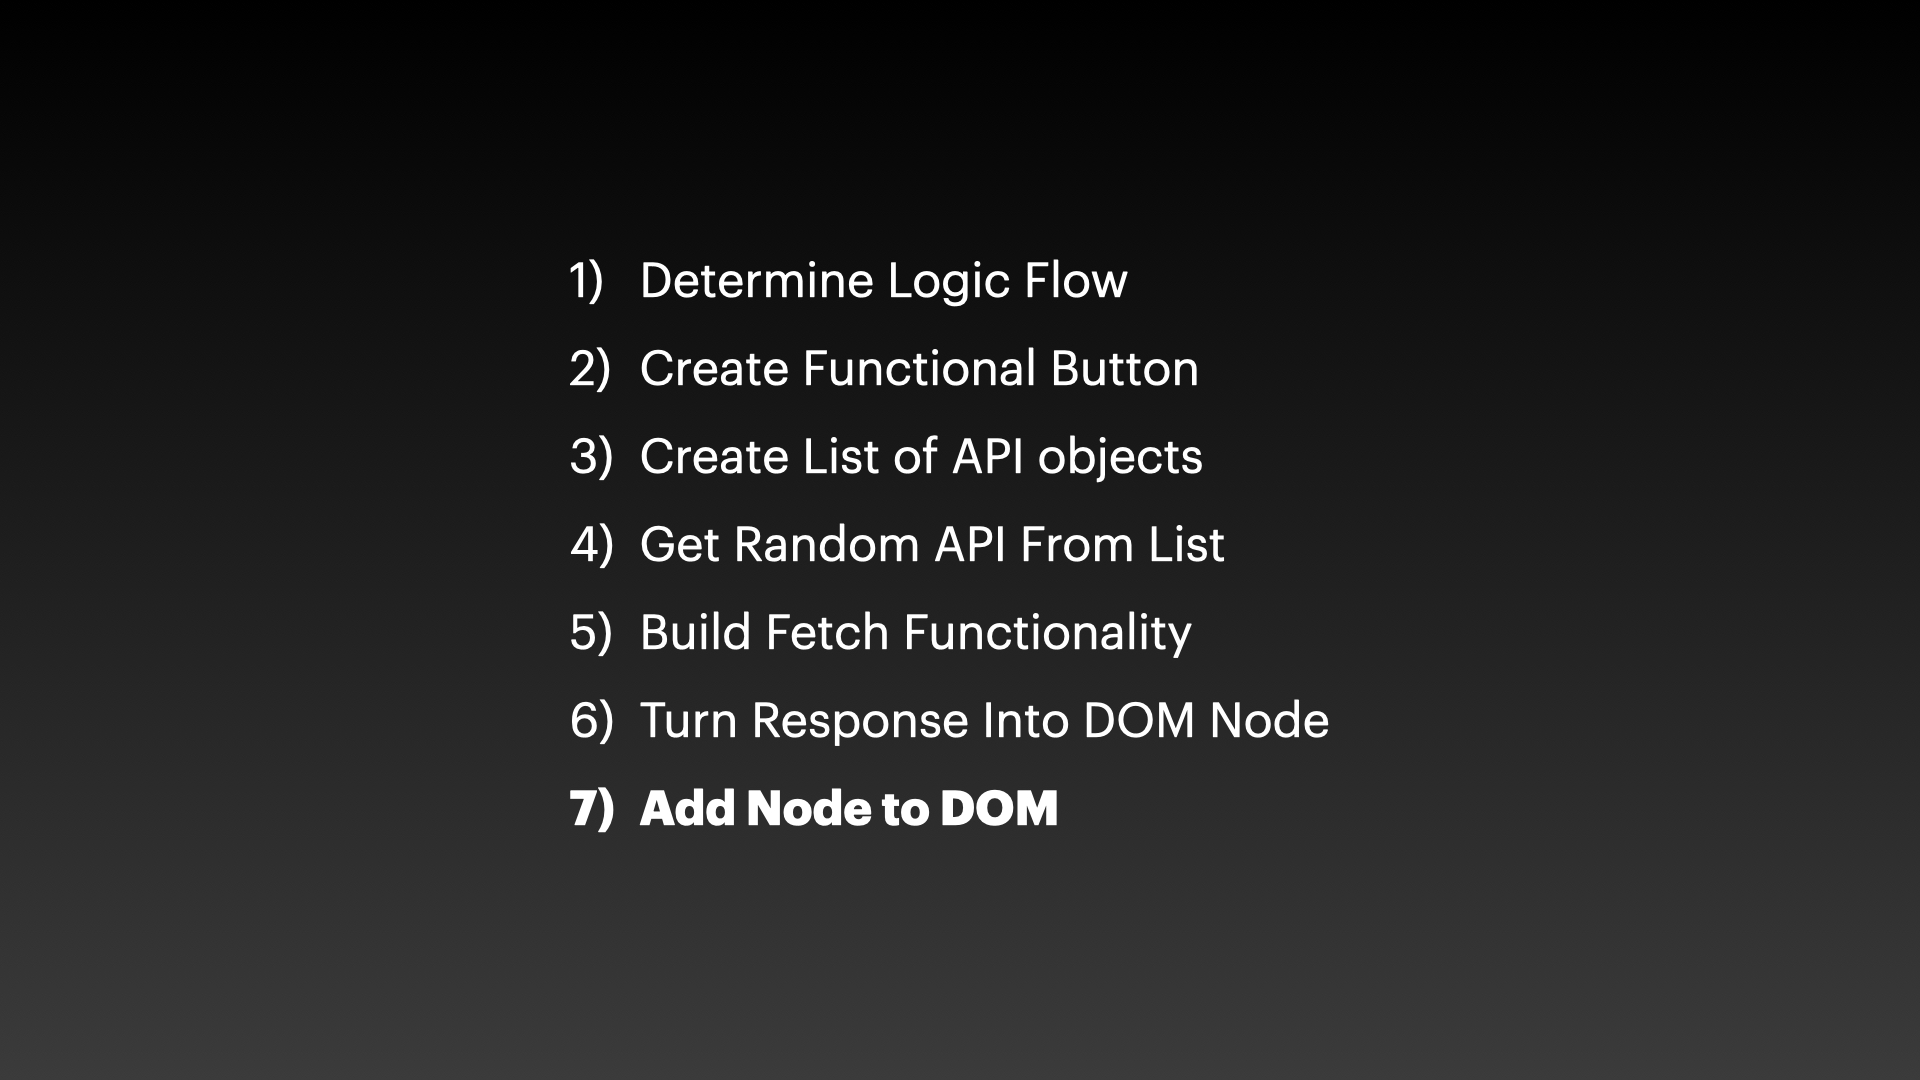 1) Determine Logic Flow
2) Create Functional Button
3) Create List of API objects
4) Get Random API From List
5) Build Fetch Functionality
6) Turn Response Into DOM Node
7) Add Node to DOM